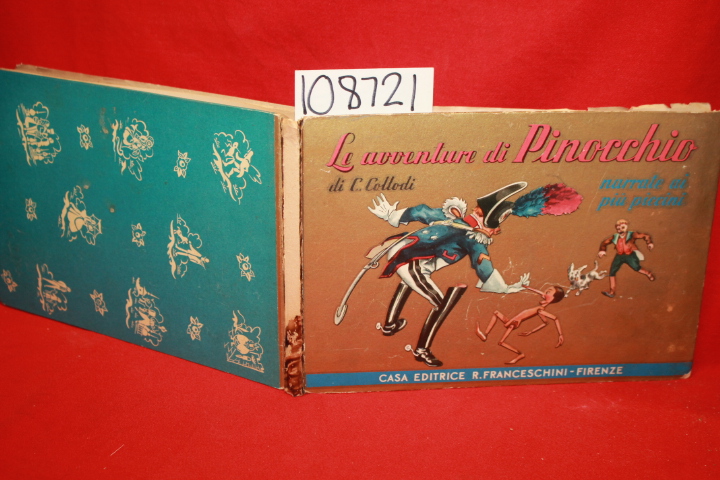 108721
Le avventure di Pinocchio
di C. Collodi
narrate ai
più piccini
CASA EDITRICE R. FRANCESCHINI - FIRENZE